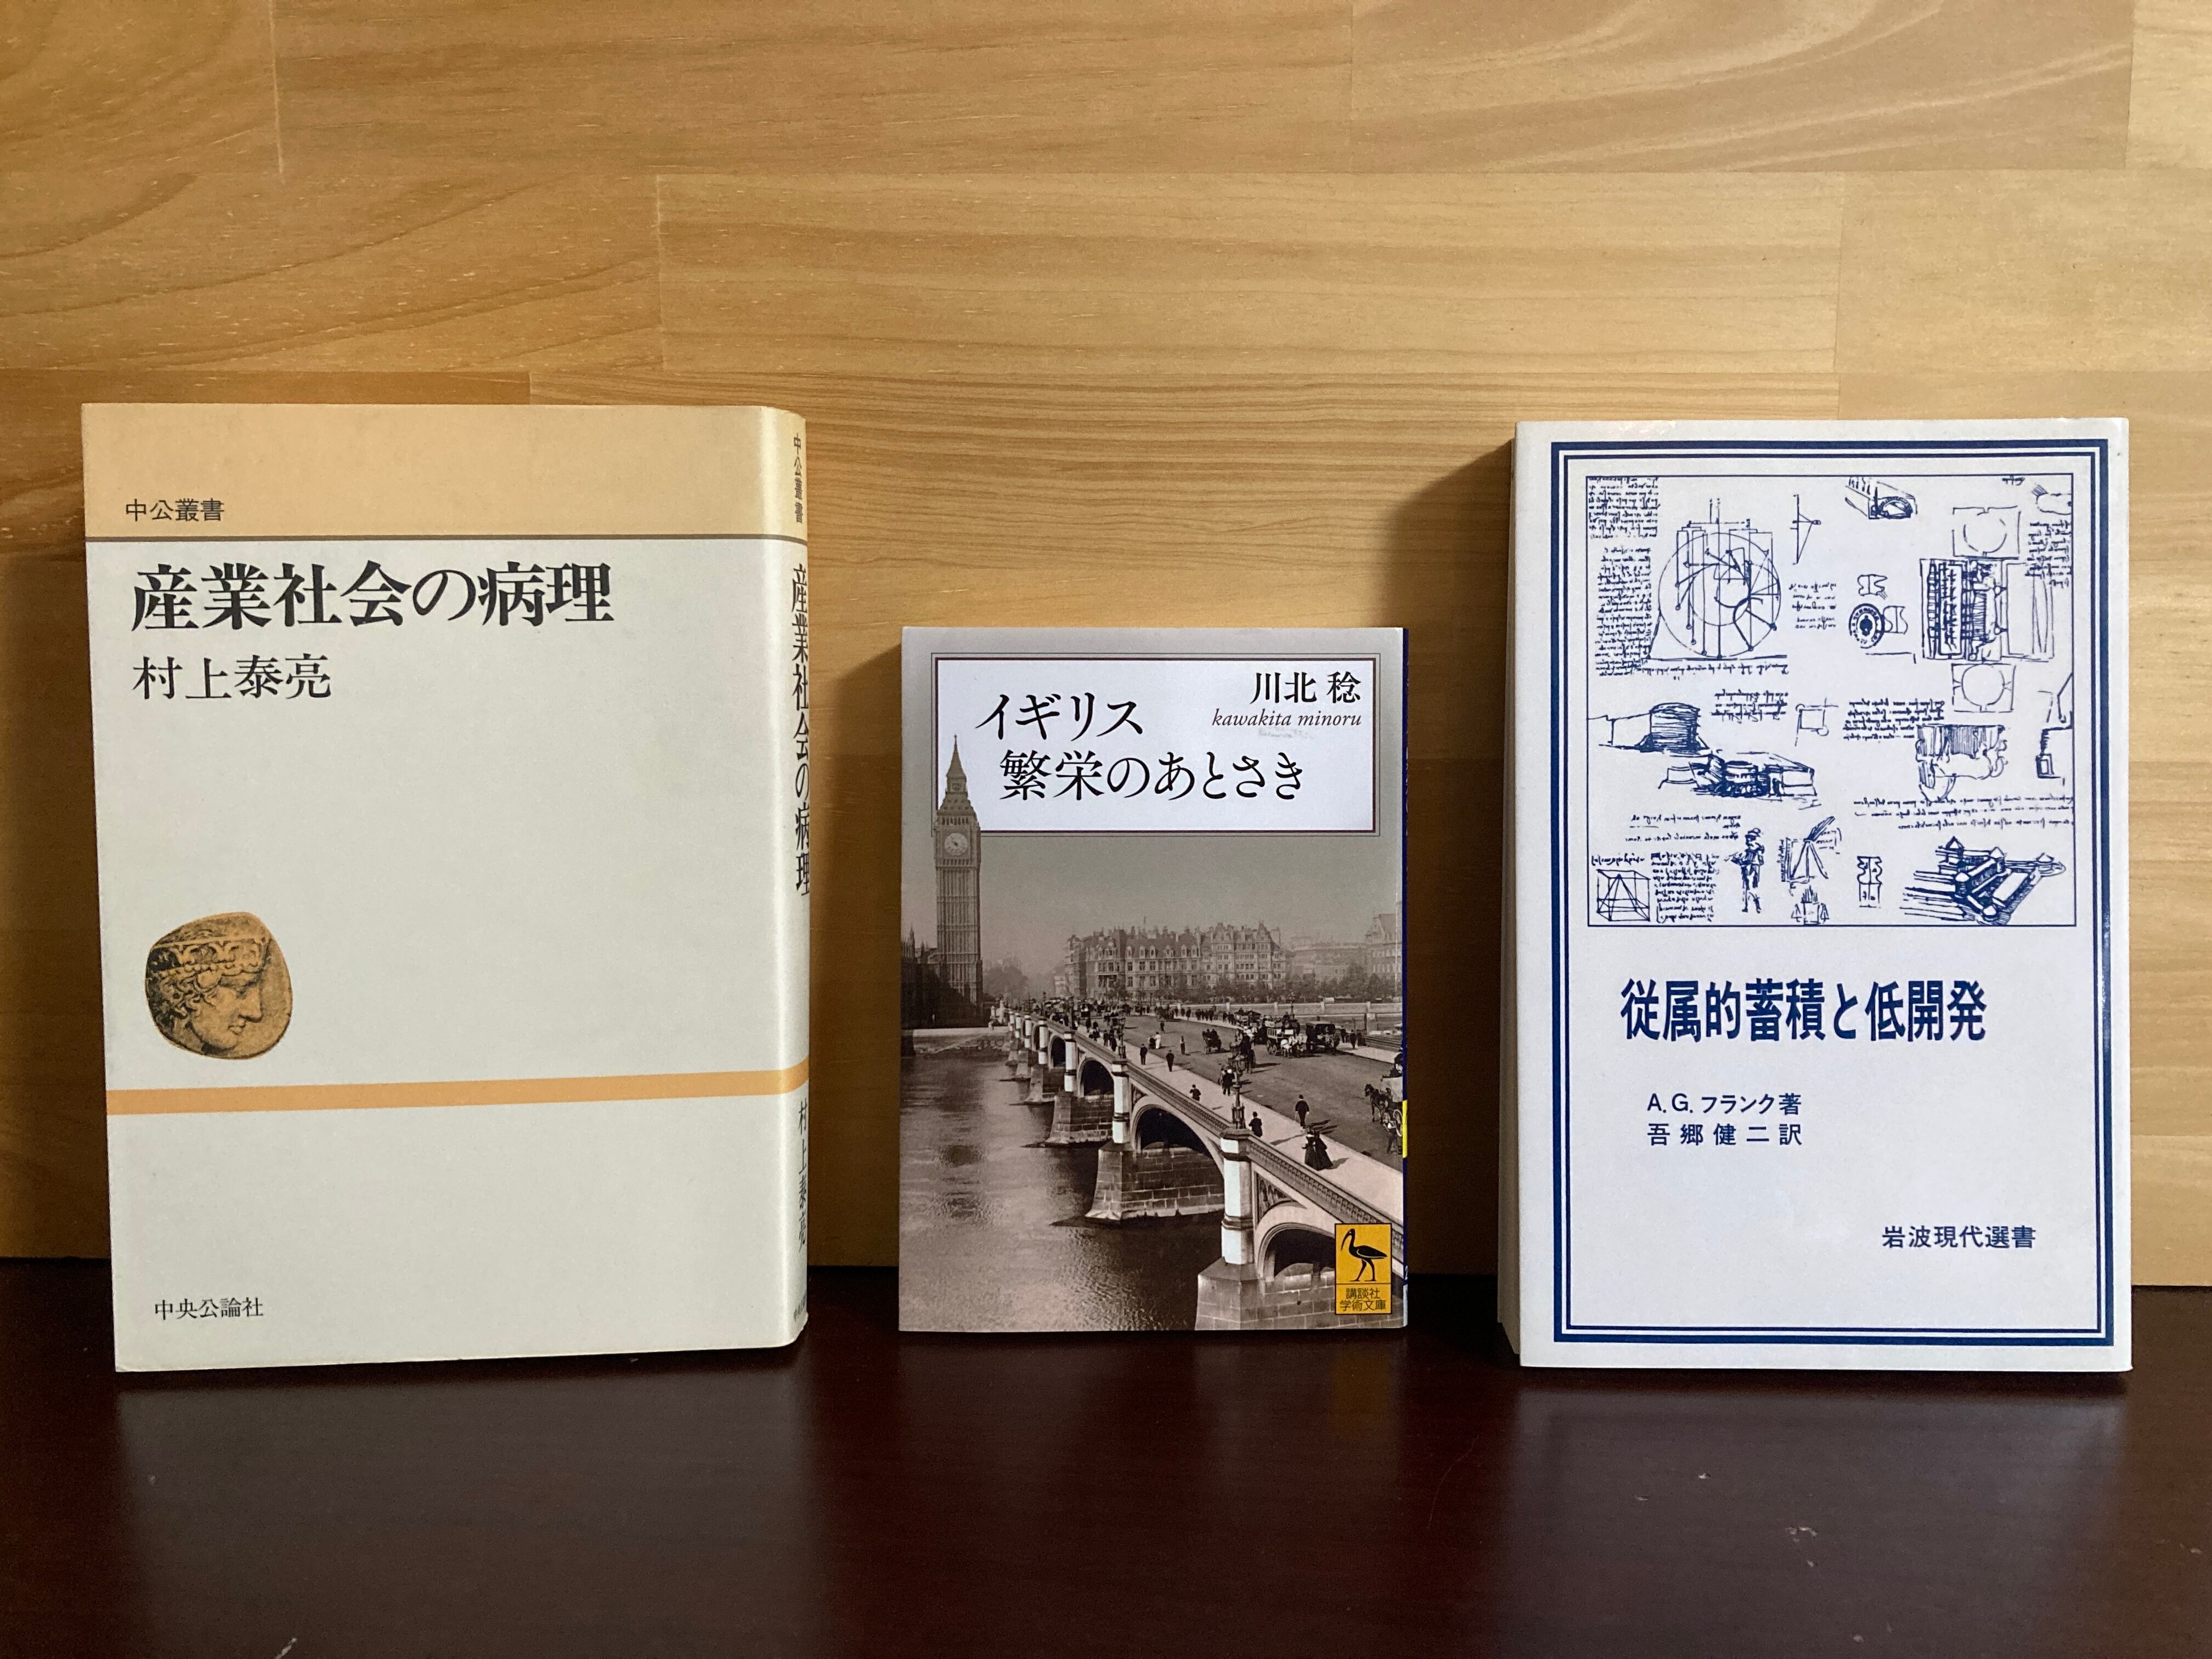 中公叢書
産業社会の病理
村上泰亮
中央公論社
中公叢書
産業社会の病理
村上泰亮
川北 稔
kawakita minoru
イギリス
繁栄のあとさき
講談社
学術文庫
従属的蓄積と低開発
A.G.フランク著
吾郷健二訳
岩波現代選書